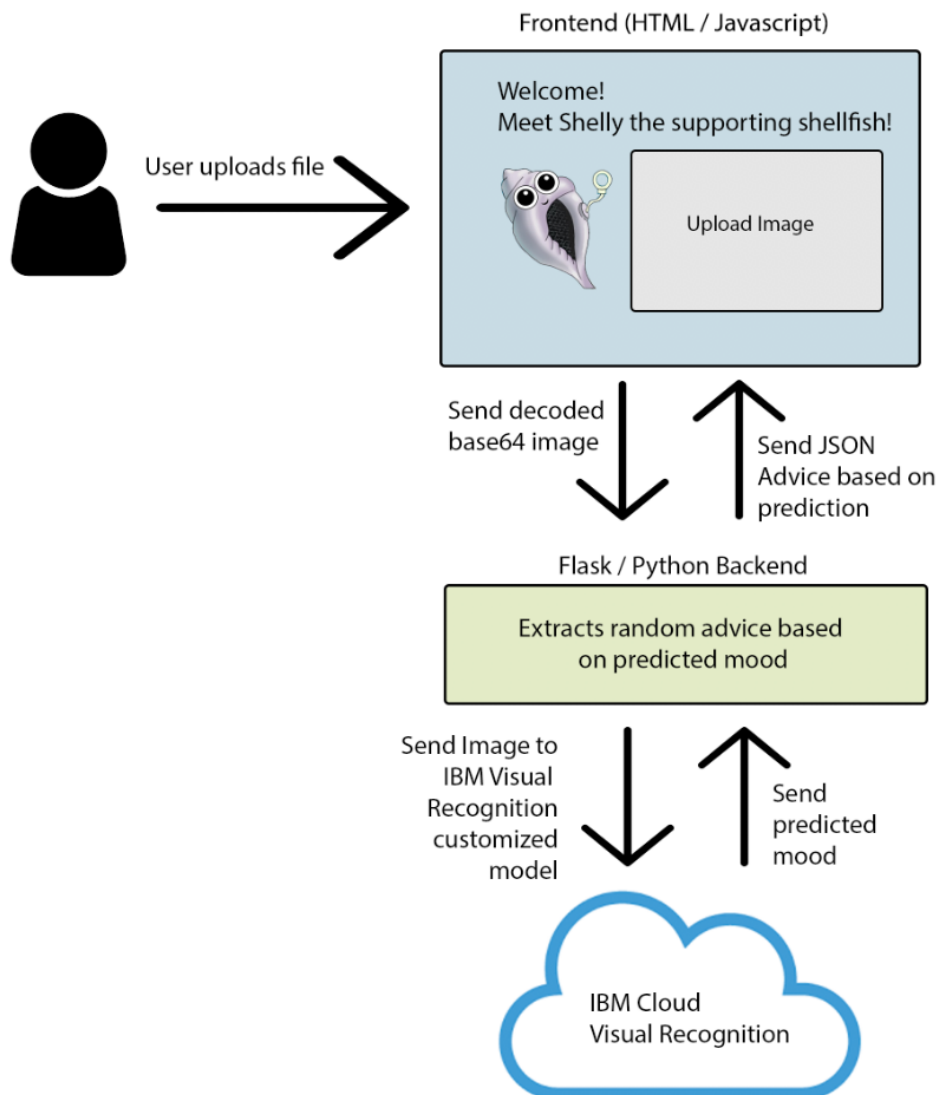 Frontend (HTML / Javascript)
Welcome!
Meet Shelly the supporting shellfish!
User uploads file
Upload Image
Send decoded
base64 image
Send JSON
Advice based on
prediction
Flask / Python Backend
Extracts random advice based
on predicted mood
Send Image to
IBM Visual
Recognition
customized
model
Send
predicted
mood
IBM Cloud
Visual Recognition